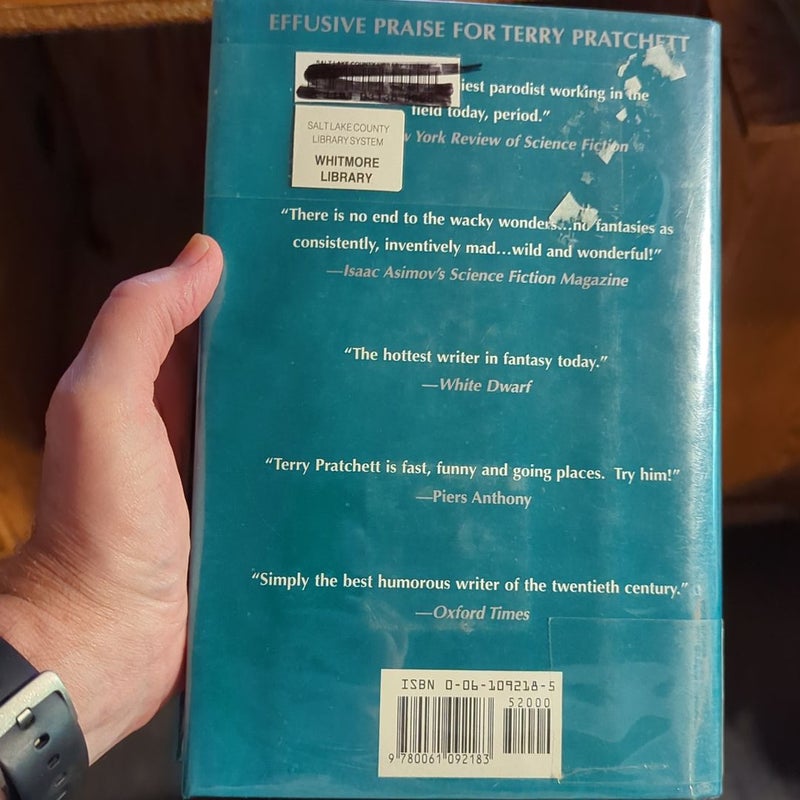 EFFUSIVE PRAISE FOR TERRY PRATCHETT
SALT LAKE COUNTY
iest parodist working in the
field today, period.”
SALT LAKE COUNTY
LIBRARY SYSTEM
WHITMORE
LIBRARY
w York Review of Science Fiction
“There is no end to the wacky wonders...no fantasies as
consistently, inventively mad...wild and wonderful!”
—Isaac Asimov's Science Fiction Magazine
“The hottest writer in fantasy today.”
—White Dwarf
“Terry Pratchett is fast, funny and going places. Try him!”
—Piers Anthony
“Simply the best humorous writer of the twentieth century.”
—Oxford Times
ISBN 0-06-109218-5
52000
9 780061 092183